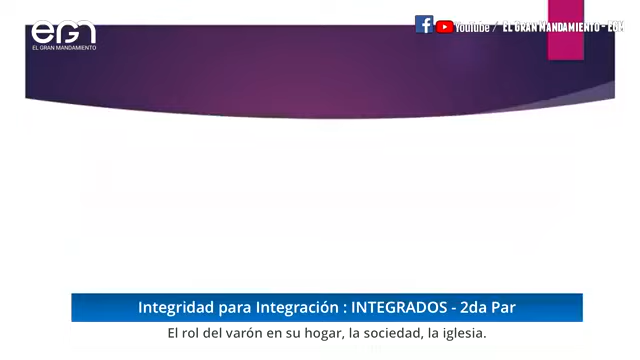 EGM
EL GRAN MANDAMIENTO
Youtube / EL GRAN MANDAMIENTO - EGM
Integridad para Integración : INTEGRADOS - 2da Par
El rol del varón en su hogar, la sociedad, la iglesia.